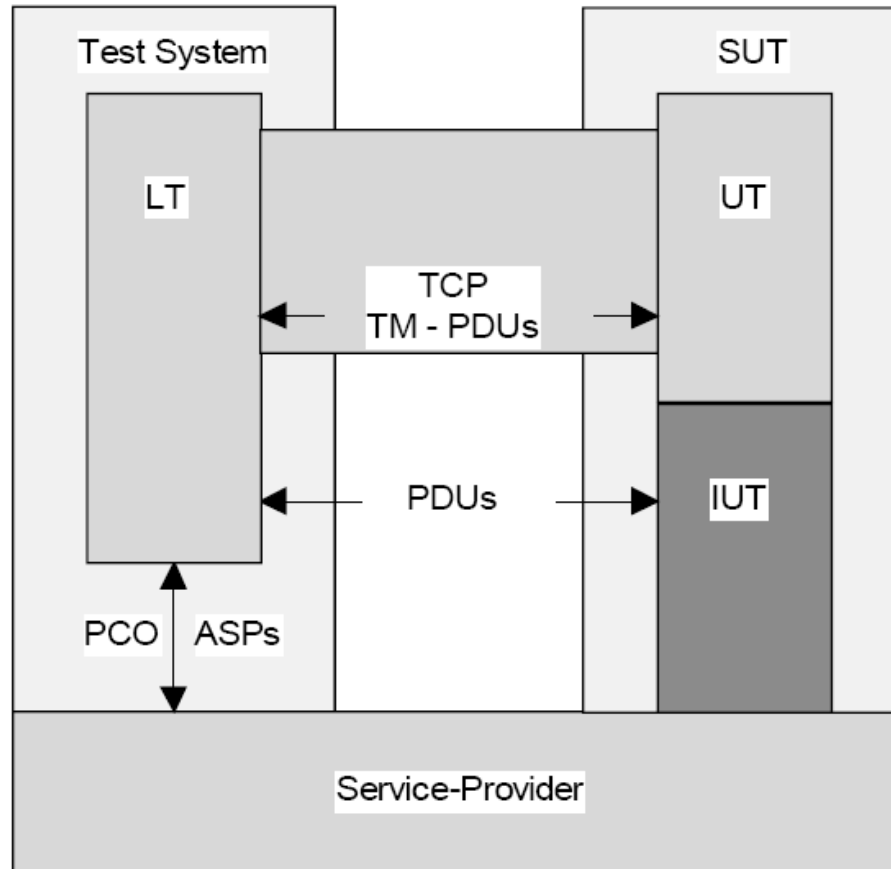 Test System
SUT
LT
UT
TCP
TM - PDUs
PDUs
IUT
PCO
ASPs
Service-Provider